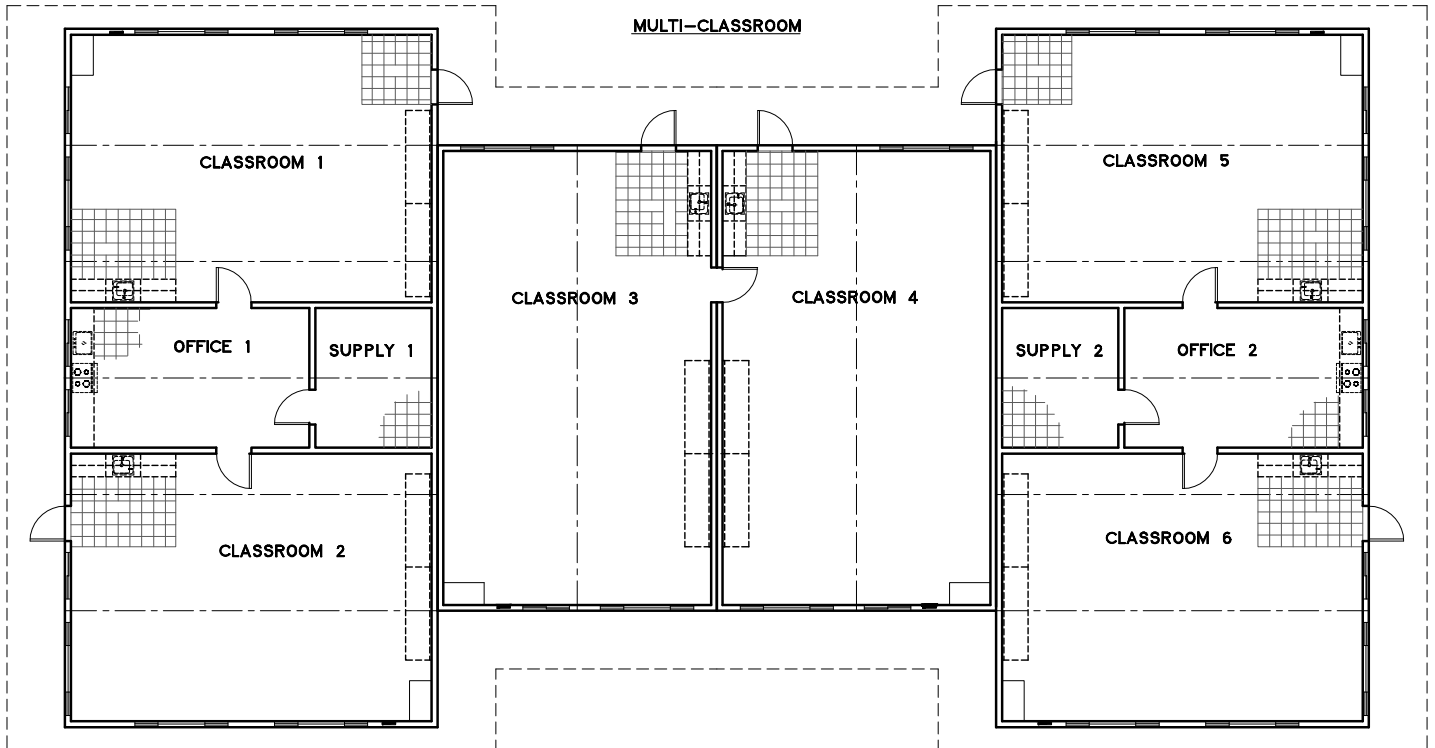 MULTI-CLASSROOM
CLASSROOM 1
CLASSROOM 5
CLASSROOM 3
CLASSROOM 4
OFFICE 1
SUPPLY 1
SUPPLY 2
OFFICE 2
CLASSROOM 2
CLASSROOM 6